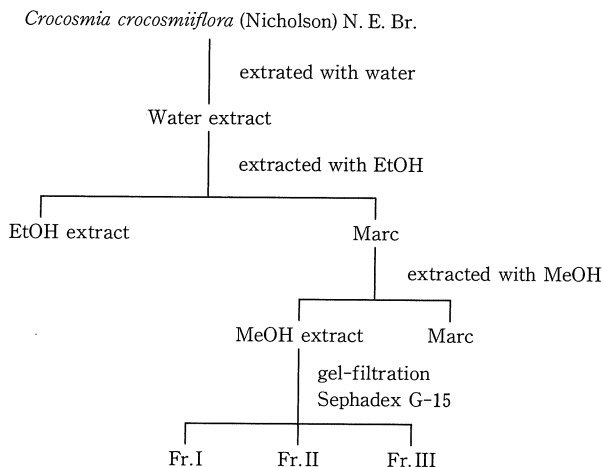 Crocosmia crocosmiiflora (Nicholson) N. E. Br.
extrated with water
Water extract
extracted with EtOH
EtOH extract
Marc
extracted with MeOH
MeOH extract
Marc
gel-filtration
Sephadex G-15
Fr. I
Fr. II
Fr. III